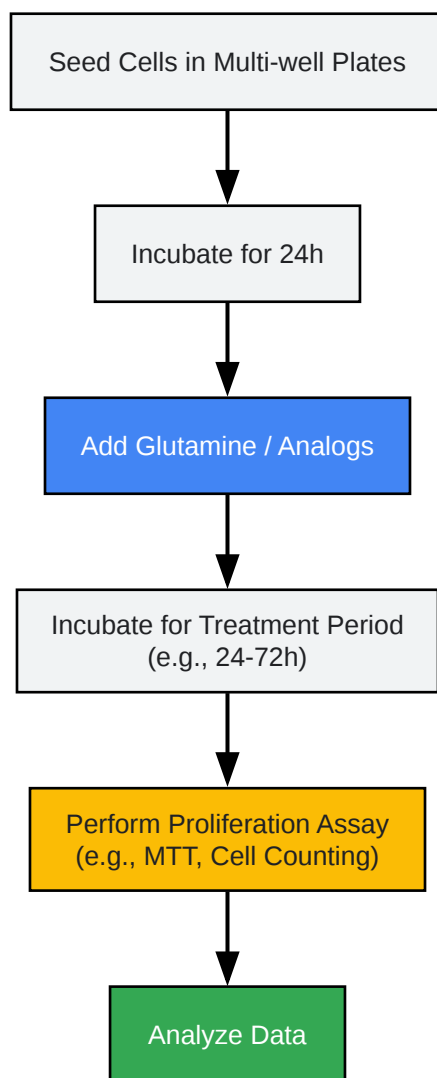 Seed Cells in Multi-well Plates
Incubate for 24h
Add Glutamine / Analogs
Incubate for Treatment Period
(e.g., 24-72h)
Perform Proliferation Assay
(e.g., MTT, Cell Counting)
Analyze Data